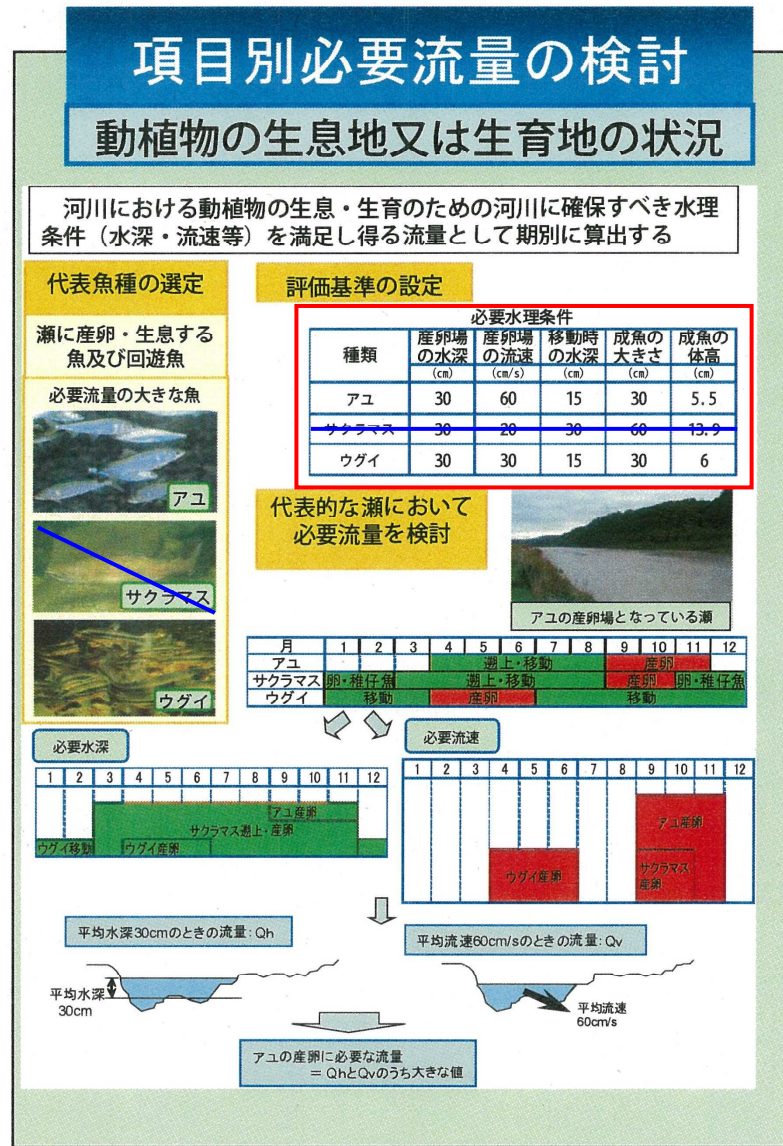 項目別必要流量の検討
動植物の生息地又は生育地の状況
河川における動植物の生息・生育のための河川に確保すべき水理
条件（水深・流速等）を満足し得る流量として期別に算出する
代表魚種の選定
瀬に産卵・生息する
魚及び回遊魚
必要流量の大きな魚
アユ
サクラマス
ウグイ
評価基準の設定
必要水理条件
種類 産卵場の水深(cm) 産卵場の流速(cm/s) 移動時の水深(cm) 成魚の大きさ(cm) 成魚の体高(cm)
アユ 30 60 15 30 5.5
サクラマス 30 20 30 60 13.9
ウグイ 30 30 15 30 6
代表的な瀬において
必要流量を検討
アユの産卵場となっている瀬
月 1 2 3 4 5 6 7 8 9 10 11 12
アユ 遡上・移動 産卵
サクラマス 卵・稚仔魚 遡上・移動 産卵 卵・稚仔魚
ウグイ 移動 産卵 移動
必要水深
1 2 3 4 5 6 7 8 9 10 11 12
アユ産卵
サクラマス遡上・産卵
ウグイ移動 ウグイ産卵
必要流速
1 2 3 4 5 6 7 8 9 10 11 12
アユ産卵
ウグイ産卵
サクラマス
産卵
平均水深30cmのときの流量：Qh
平均水深
30cm
平均流速60cm/sのときの流量：Qv
平均流速
60cm/s
アユの産卵に必要な流量
＝ QhとQvのうち大きな値